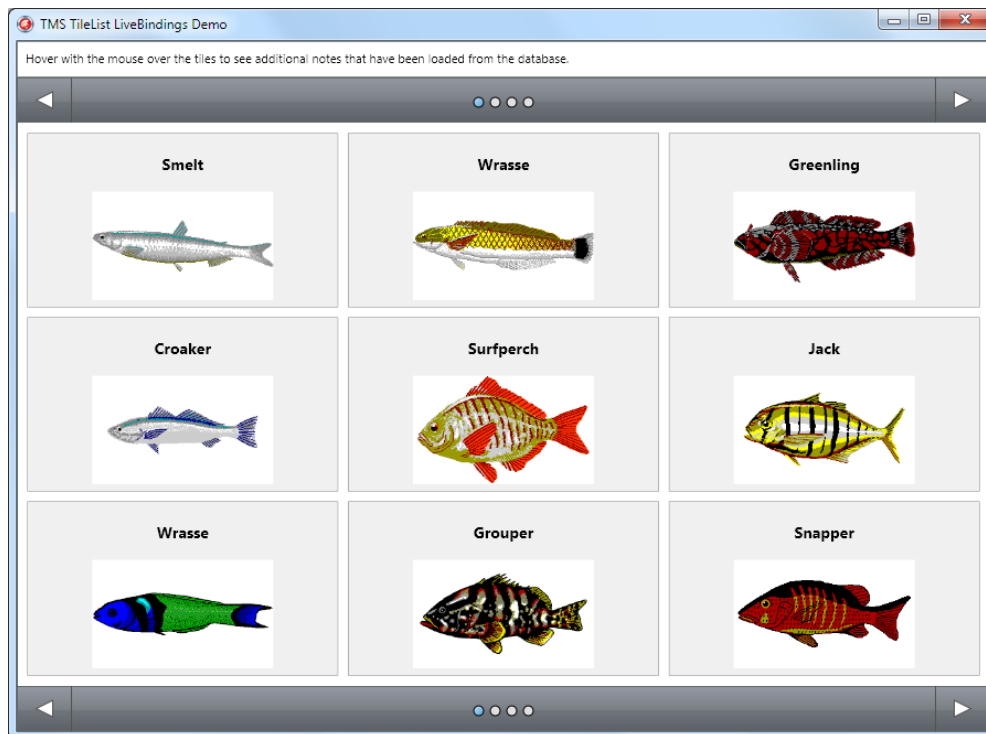 TMS TileList LiveBindings Demo
Hover with the mouse over the tiles to see additional notes that have been loaded from the database.
Smelt
Wrasse
Greenling
Croaker
Surfperch
Jack
Wrasse
Grouper
Snapper